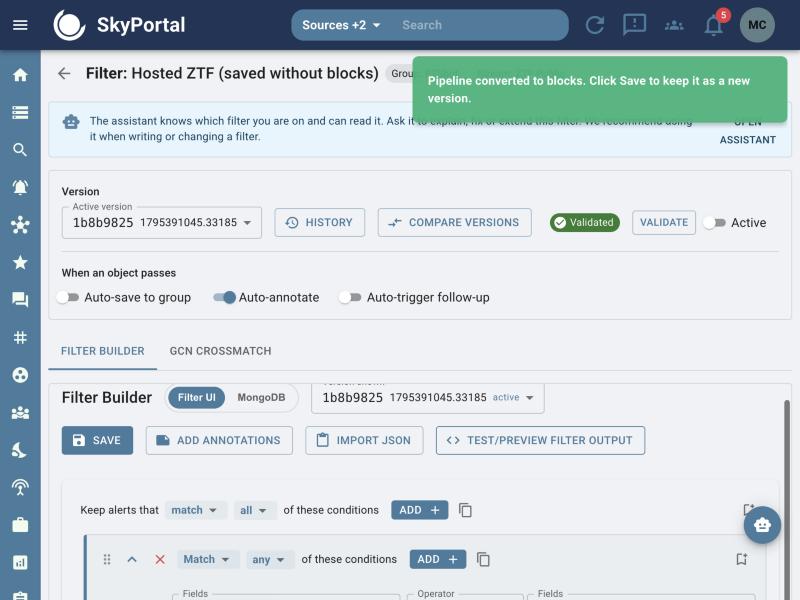 SkyPortal
Sources +2
Search
5
MC
Filter: Hosted ZTF (saved without blocks)
Pipeline converted to blocks. Click Save to keep it as a new
version.
The assistant knows which filter you are on and can read it. Ask it to explain, fix or extend this filter. We recommend using
it when writing or changing a filter.
OPEN
ASSISTANT
Version
Active version
1b8b9825 1795391045.33185
HISTORY
COMPARE VERSIONS
Validated
VALIDATE
Active
When an object passes
Auto-save to group
Auto-annotate
Auto-trigger follow-up
FILTER BUILDER
GCN CROSSMATCH
Filter Builder
Filter UI
MongoDB
1b8b9825 1795391045.33185 active
SAVE
ADD ANNOTATIONS
IMPORT JSON
TEST/PREVIEW FILTER OUTPUT
Keep alerts that match all of these conditions ADD +
Match any of these conditions ADD +
Fields
Operator
Fields